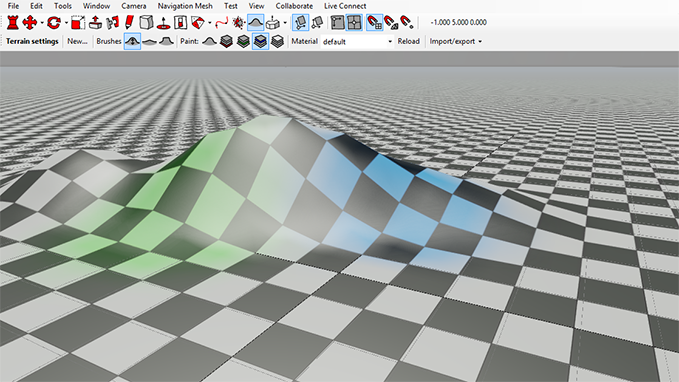 File Edit Tools Window Camera Navigation Mesh Test View Collaborate Live Connect
-1.000 5.000 0.000
Terrain settings New... Brushes Paint: Material default Reload Import/export